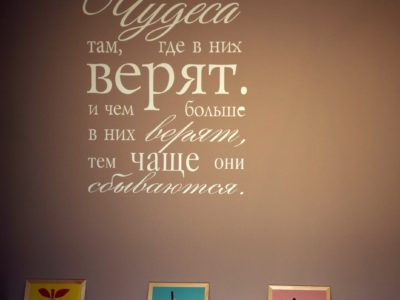 Чудеса
там, где в них
верят.
и чем больше
в них верят,
тем чаще они
сбываются.